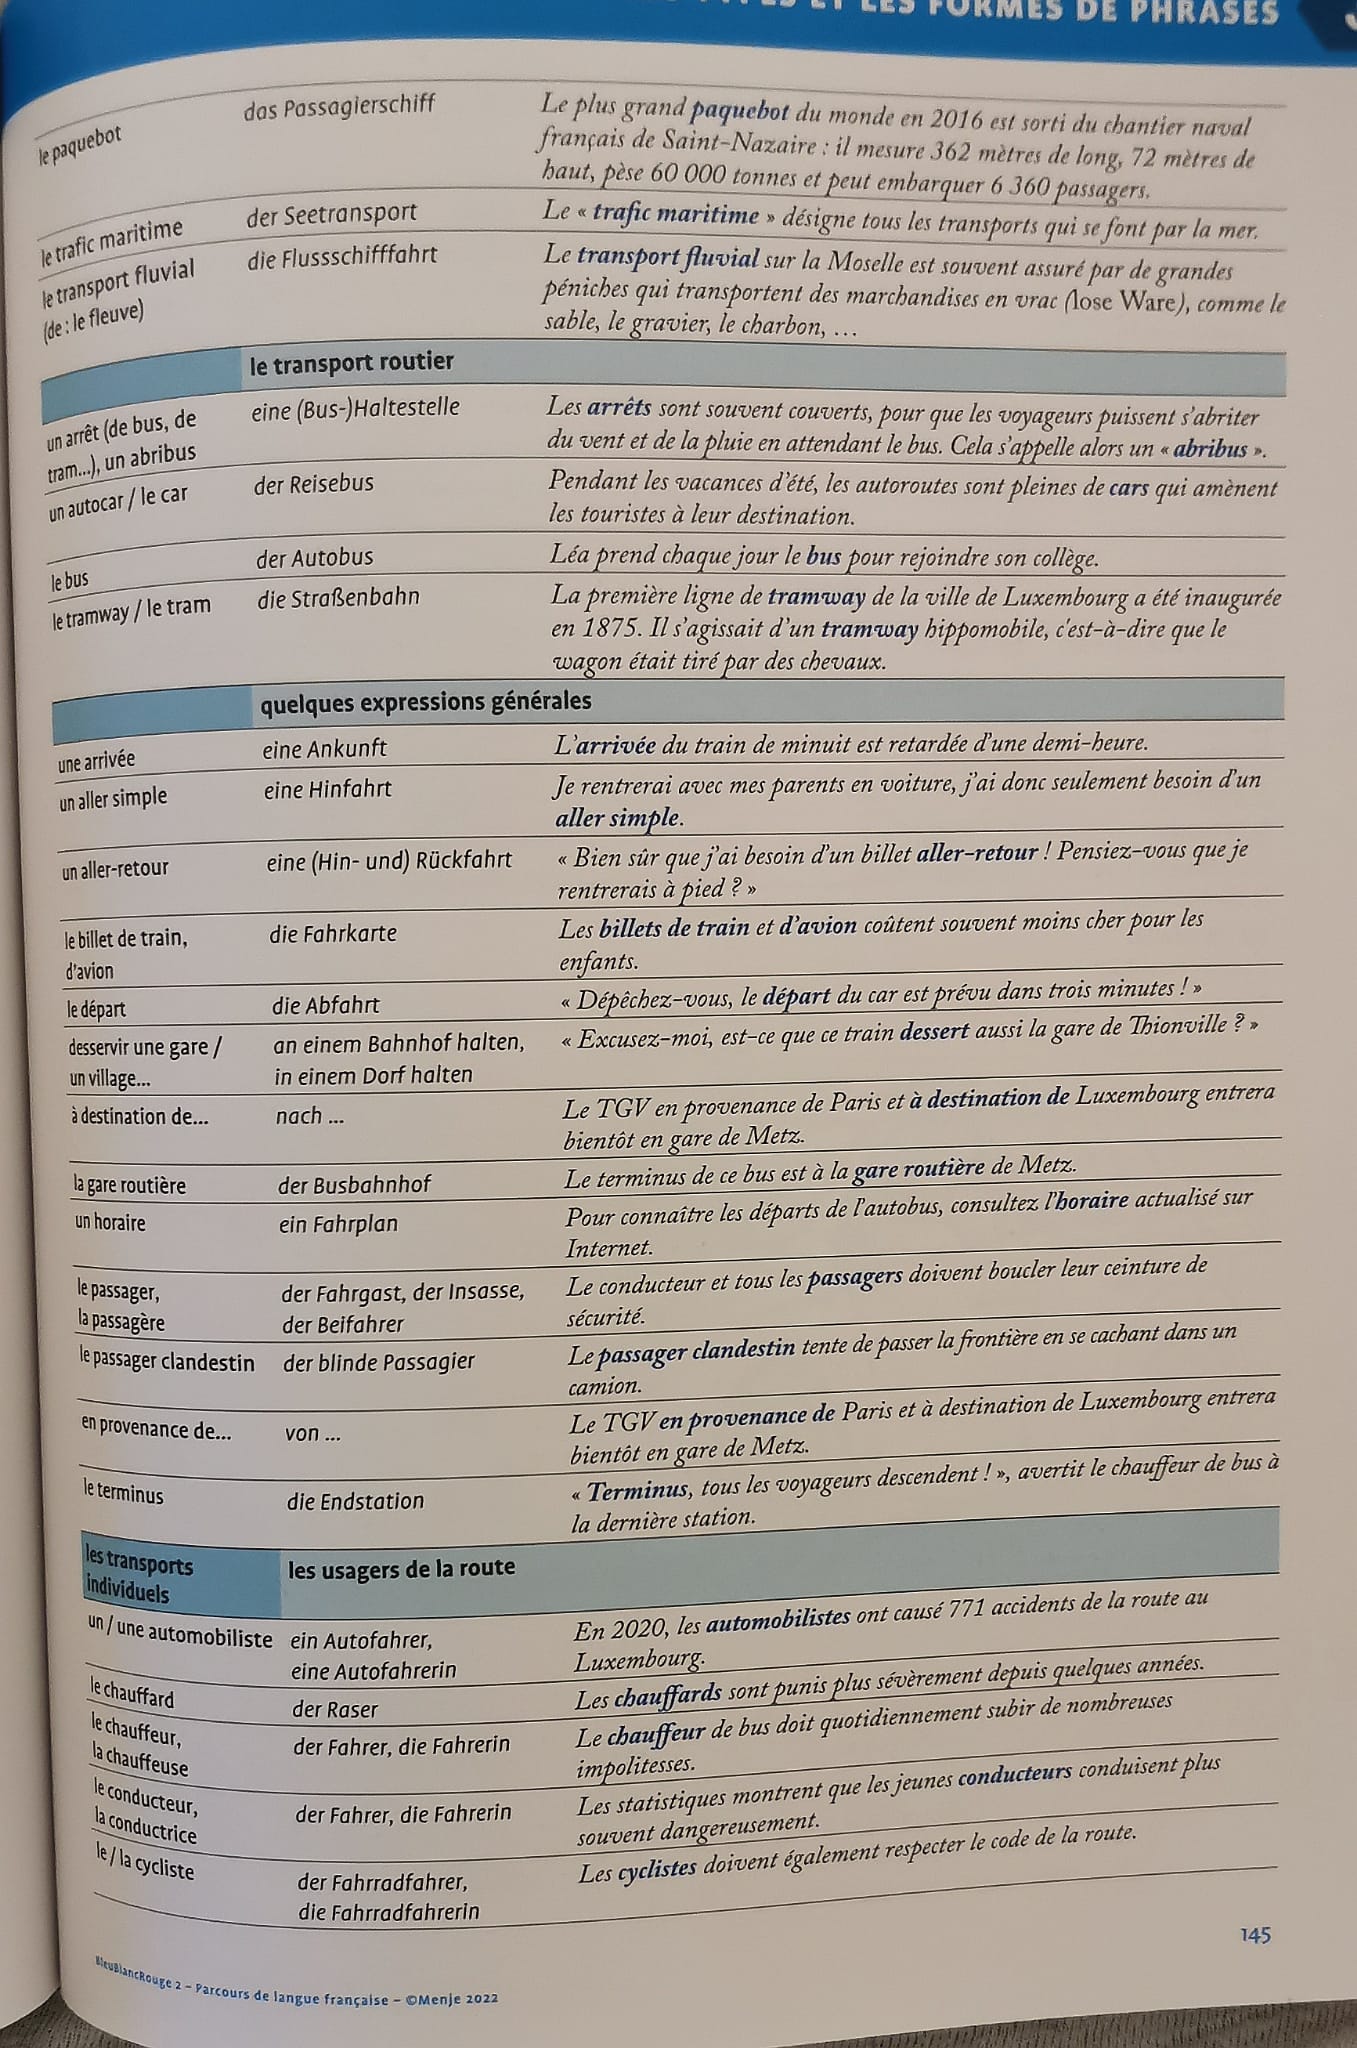 ET LES FORMES DE PHRASES
le paquebot das Passagierschiff Le plus grand paquebot du monde en 2016 est sorti du chantier naval
français de Saint-Nazaire : il mesure 362 mètres de long, 72 mètres de
haut, pèse 60 000 tonnes et peut embarquer 6 360 passagers.
le trafic maritime der Seetransport Le « trafic maritime » désigne tous les transports qui se font par la mer.
le transport fluvial die Flussschifffahrt Le transport fluvial sur la Moselle est souvent assuré par de grandes
(de : le fleuve) péniches qui transportent des marchandises en vrac (lose Ware), comme le
sable, le gravier, le charbon, ...
le transport routier
un arrêt (de bus, de eine (Bus-)Haltestelle Les arrêts sont souvent couverts, pour que les voyageurs puissent s'abriter
tram...), un abribus du vent et de la pluie en attendant le bus. Cela s'appelle alors un « abribus ».
un autocar / le car der Reisebus Pendant les vacances d'été, les autoroutes sont pleines de cars qui amènent
les touristes à leur destination.
le bus der Autobus Léa prend chaque jour le bus pour rejoindre son collège.
le tramway / le tram die Straßenbahn La première ligne de tramway de la ville de Luxembourg a été inaugurée
en 1875. Il s'agissait d'un tramway hippomobile, c'est-à-dire que le
wagon était tiré par des chevaux.
quelques expressions générales
une arrivée eine Ankunft L'arrivée du train de minuit est retardée d'une demi-heure.
un aller simple eine Hinfahrt Je rentrerai avec mes parents en voiture, j'ai donc seulement besoin d'un
aller simple.
un aller-retour eine (Hin- und) Rückfahrt « Bien sûr que j'ai besoin d'un billet aller-retour ! Pensiez-vous que je
rentrerais à pied ? »
le billet de train, die Fahrkarte Les billets de train et d'avion coûtent souvent moins cher pour les
d'avion enfants.
le départ die Abfahrt « Dépêchez-vous, le départ du car est prévu dans trois minutes ! »
desservir une gare / an einem Bahnhof halten, « Excusez-moi, est-ce que ce train dessert aussi la gare de Thionville ? »
un village... in einem Dorf halten
à destination de... nach ... Le TGV en provenance de Paris et à destination de Luxembourg entrera
bientôt en gare de Metz.
la gare routière der Busbahnhof Le terminus de ce bus est à la gare routière de Metz.
un horaire ein Fahrplan Pour connaître les départs de l'autobus, consultez l'horaire actualisé sur
Internet.
le passager, der Fahrgast, der Insasse, Le conducteur et tous les passagers doivent boucler leur ceinture de
la passagère der Beifahrer sécurité.
le passager clandestin der blinde Passagier Le passager clandestin tente de passer la frontière en se cachant dans un
camion.
en provenance de... von ... Le TGV en provenance de Paris et à destination de Luxembourg entrera
bientôt en gare de Metz.
le terminus die Endstation « Terminus, tous les voyageurs descendent ! », avertit le chauffeur de bus à
la dernière station.
les transports les usagers de la route
individuels
un / une automobiliste ein Autofahrer, En 2020, les automobilistes ont causé 771 accidents de la route au
eine Autofahrerin Luxembourg.
le chauffard der Raser Les chauffards sont punis plus sévèrement depuis quelques années.
le chauffeur, der Fahrer, die Fahrerin Le chauffeur de bus doit quotidiennement subir de nombreuses
la chauffeuse impolitesses.
le conducteur, der Fahrer, die Fahrerin Les statistiques montrent que les jeunes conducteurs conduisent plus
la conductrice souvent dangereusement.
le / la cycliste der Fahrradfahrer, Les cyclistes doivent également respecter le code de la route.
die Fahrradfahrerin
145
BleuBlancRouge 2 – Parcours de langue française – ©Menje 2022